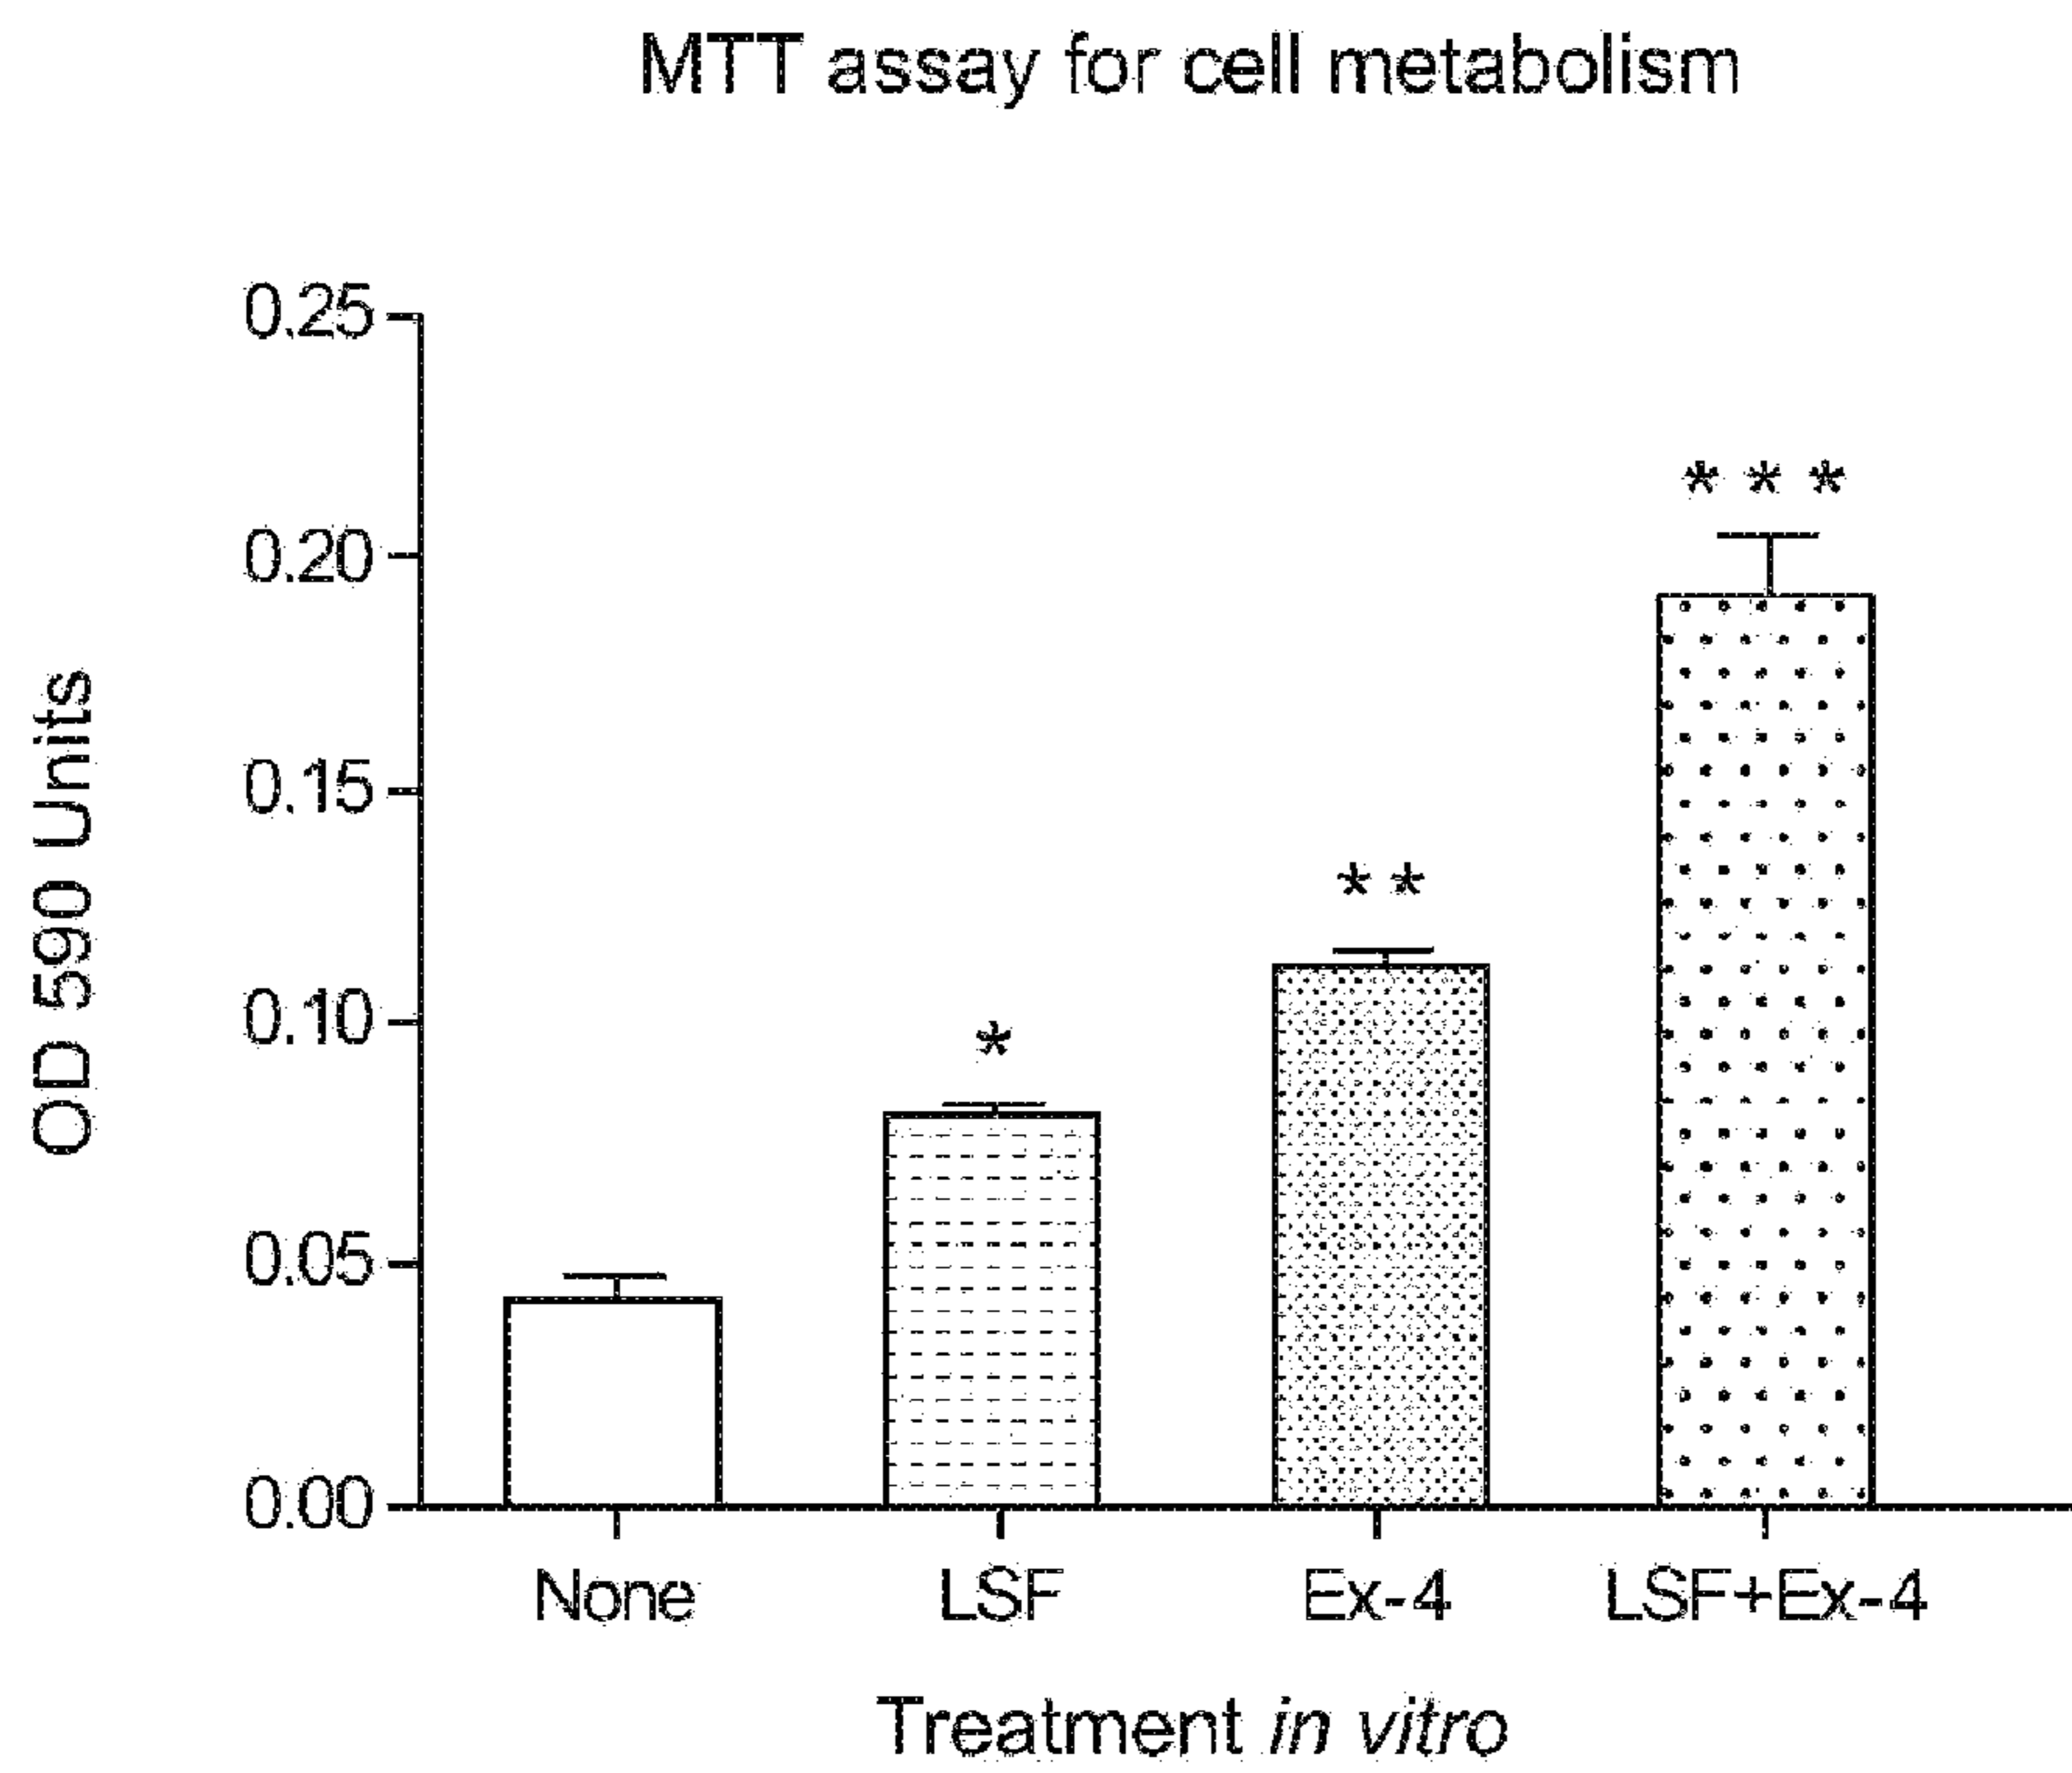 MTT assay for cell metabolism
OD 590 Units
0.25
0.20
0.15
0.10
0.05
0.00
*
**
***
None
LSF
Ex-4
LSF+Ex-4
Treatment in vitro